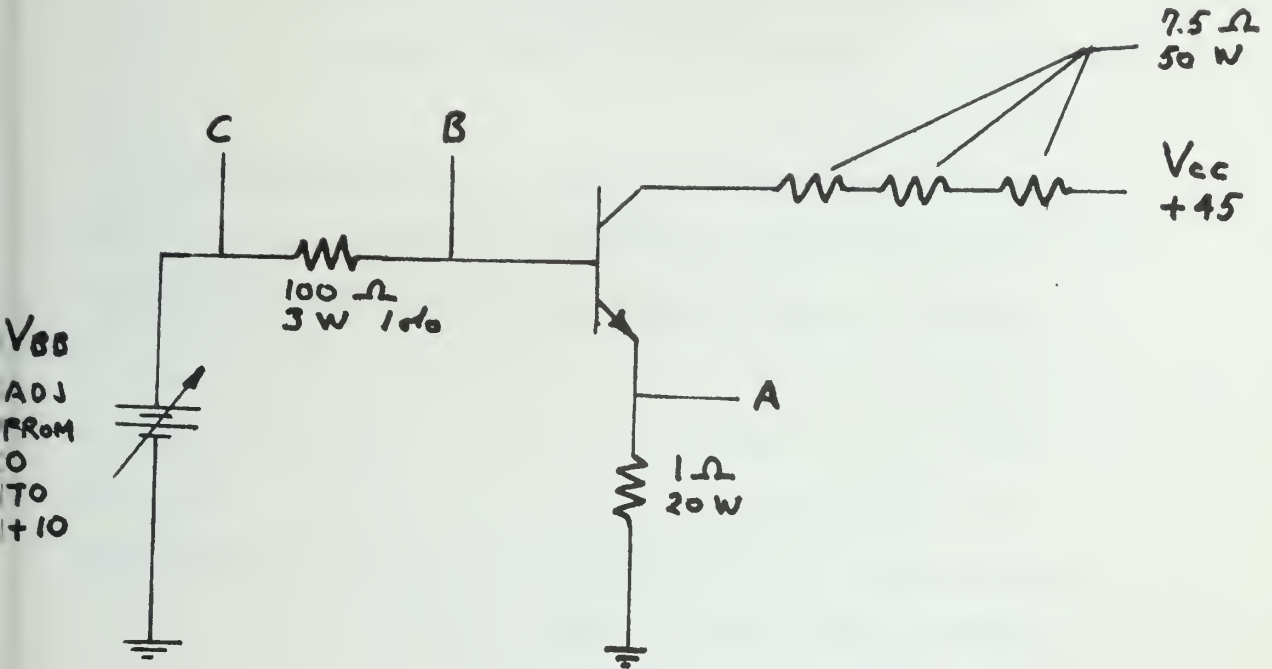 7.5 Ω
50 W
C
B
Vcc
+45
100 Ω
3 W 1%
VBB
ADJ
FROM
0
TO
+10
A
1 Ω
20 W